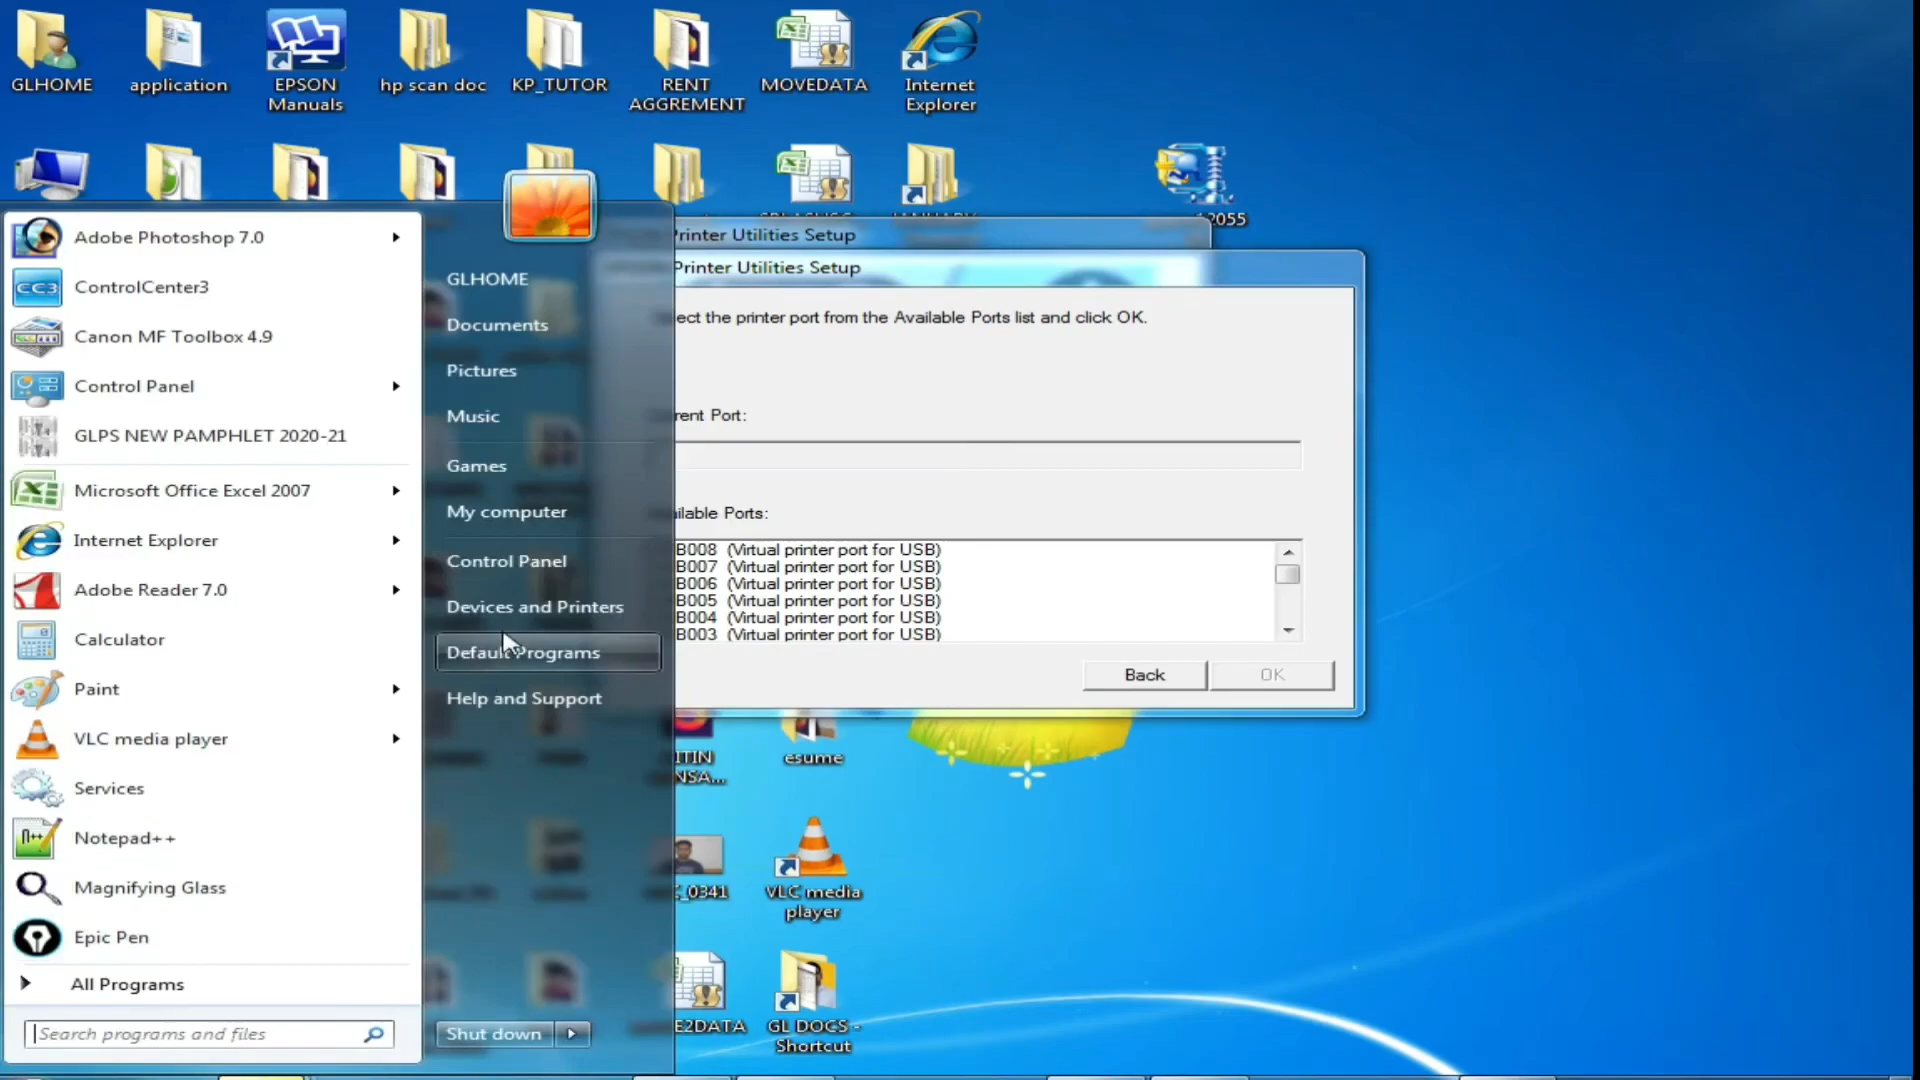 GLHOME
application
EPSON
Manuals
hp scan doc
KP_TUTOR
RENT
AGGREMENT
MOVEDATA
Internet
Explorer
12055
Adobe Photoshop 7.0
ControlCenter3
Canon MF Toolbox 4.9
Control Panel
GLPS NEW PAMPHLET 2020-21
Microsoft Office Excel 2007
Internet Explorer
Adobe Reader 7.0
Calculator
Paint
VLC media player
Services
Notepad++
Magnifying Glass
Epic Pen
All Programs
Search programs and files
GLHOME
Documents
Pictures
Music
Games
My computer
Control Panel
Devices and Printers
Default Programs
Help and Support
Shut down
Printer Utilities Setup
Printer Utilities Setup
ect the printer port from the Available Ports list and click OK.
rent Port:
ilable Ports:
B008 (Virtual printer port for USB)
B007 (Virtual printer port for USB)
B006 (Virtual printer port for USB)
B005 (Virtual printer port for USB)
B004 (Virtual printer port for USB)
B003 (Virtual printer port for USB)
Back
OK
ITIN
NSA...
esume
_0341
VLC media
player
E2DATA
GL DOCS -
Shortcut